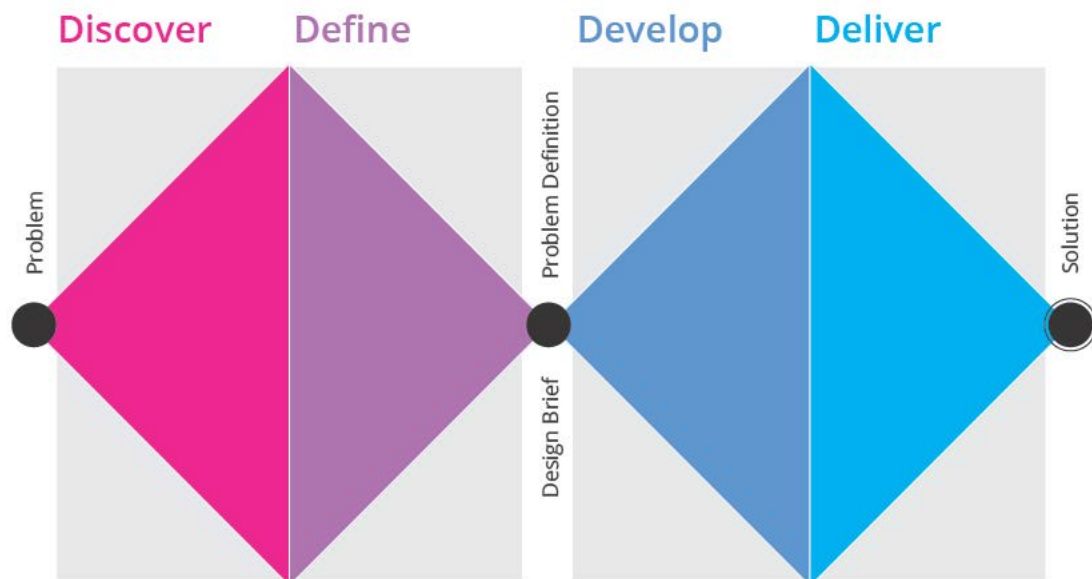 Discover
Define
Develop
Deliver
Problem
Problem Definition
Design Brief
Solution